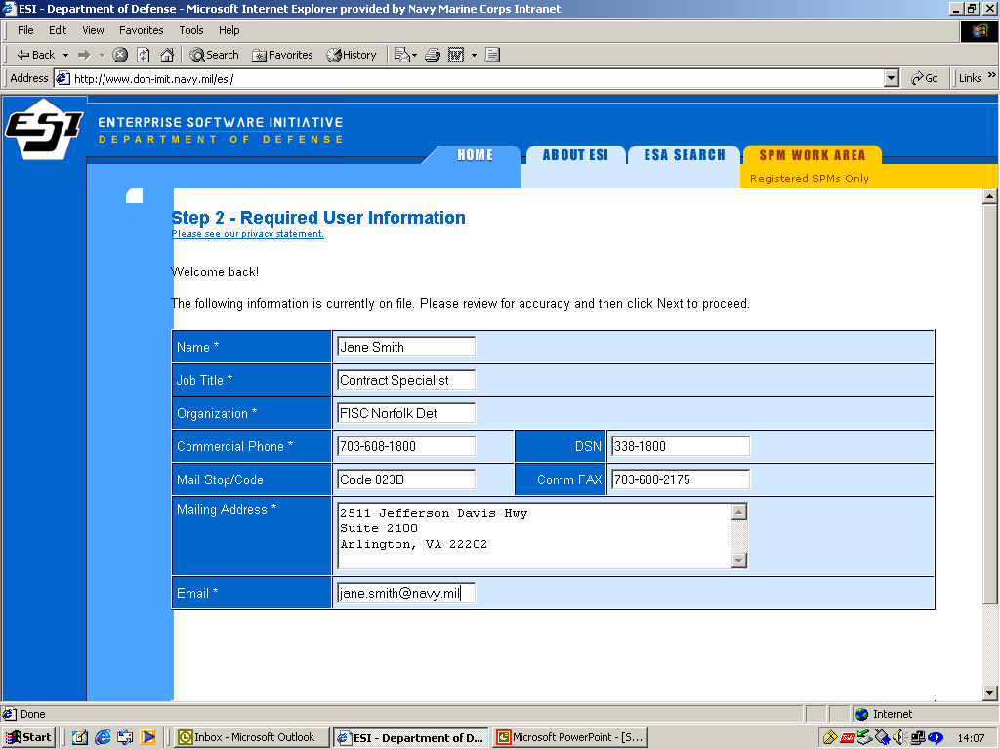 ESI - Department of Defense - Microsoft Internet Explorer provided by Navy Marine Corps Intranet
File Edit View Favorites Tools Help
Back Search Favorites History
Address http://www.don-imit.navy.mil/esi/ Go Links »
ESI
ENTERPRISE SOFTWARE INITIATIVE
DEPARTMENT OF DEFENSE
HOME ABOUT ESI ESA SEARCH SPM WORK AREA
Registered SPMs Only
Step 2 - Required User Information
Please see our privacy statement.
Welcome back!
The following information is currently on file. Please review for accuracy and then click Next to proceed.
Name * Jane Smith
Job Title * Contract Specialist
Organization * FISC Norfolk Det
Commercial Phone * 703-608-1800 DSN 338-1800
Mail Stop/Code Code 023B Comm FAX 703-608-2175
Mailing Address * 2511 Jefferson Davis Hwy
Suite 2100
Arlington, VA 22202
Email * jane.smith@navy.mil
Done Internet
Start Inbox - Microsoft Outlook ESI - Department of D... Microsoft PowerPoint - [S... 14:07